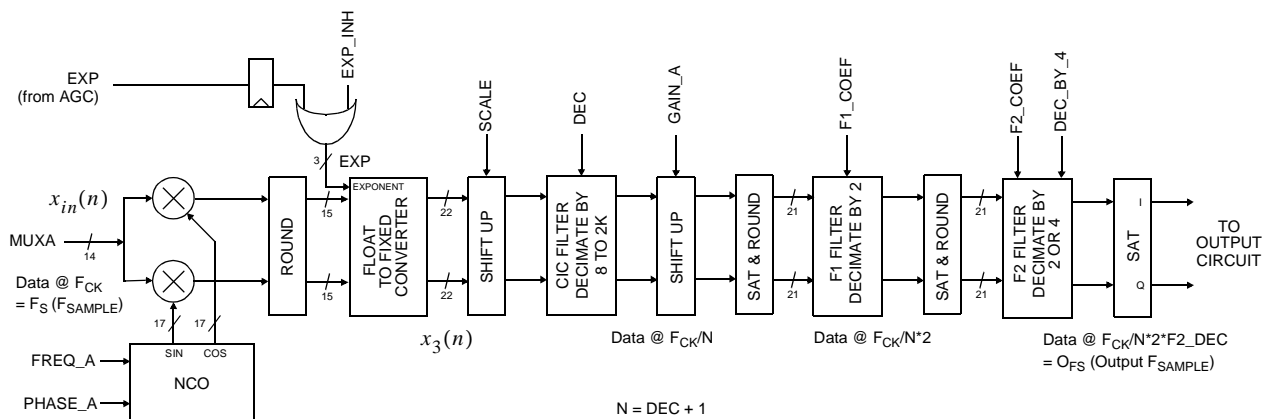 EXP
(from AGC)
EXP_INH
3
EXP
SCALE
DEC
GAIN_A
F1_COEF
F2_COEF
DEC_BY_4
x_in(n)
MUXA
14
Data @ F_CK
= F_S (F_SAMPLE)
ROUND
15
15
EXPONENT
FLOAT
TO FIXED
CONVERTER
22
22
SHIFT UP
CIC FILTER
DECIMATE BY
8 TO 2K
SHIFT UP
SAT & ROUND
21
21
F1 FILTER
DECIMATE BY 2
SAT & ROUND
21
21
F2 FILTER
DECIMATE BY
2 OR 4
SAT
I
Q
TO
OUTPUT
CIRCUIT
17
17
SIN
COS
NCO
FREQ_A
PHASE_A
x_3(n)
Data @ F_CK/N
Data @ F_CK/N*2
Data @ F_CK/N*2*F2_DEC
= O_FS (Output F_SAMPLE)
N = DEC + 1